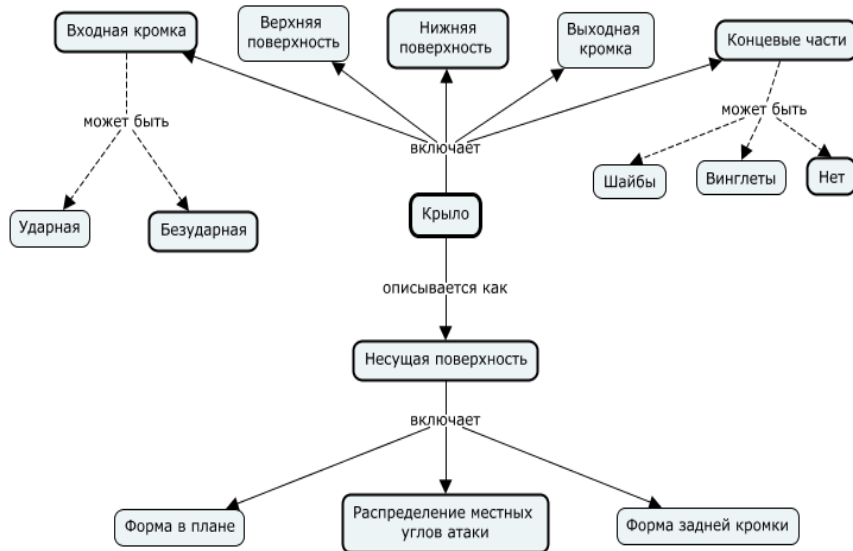 Входная кромка
Верхняя
поверхность
Нижняя
поверхность
Выходная
кромка
Концевые части
может быть
включает
может быть
Шайбы
Винглеты
Нет
Ударная
Безударная
Крыло
описывается как
Несущая поверхность
включает
Форма в плане
Распределение местных
углов атаки
Форма задней кромки